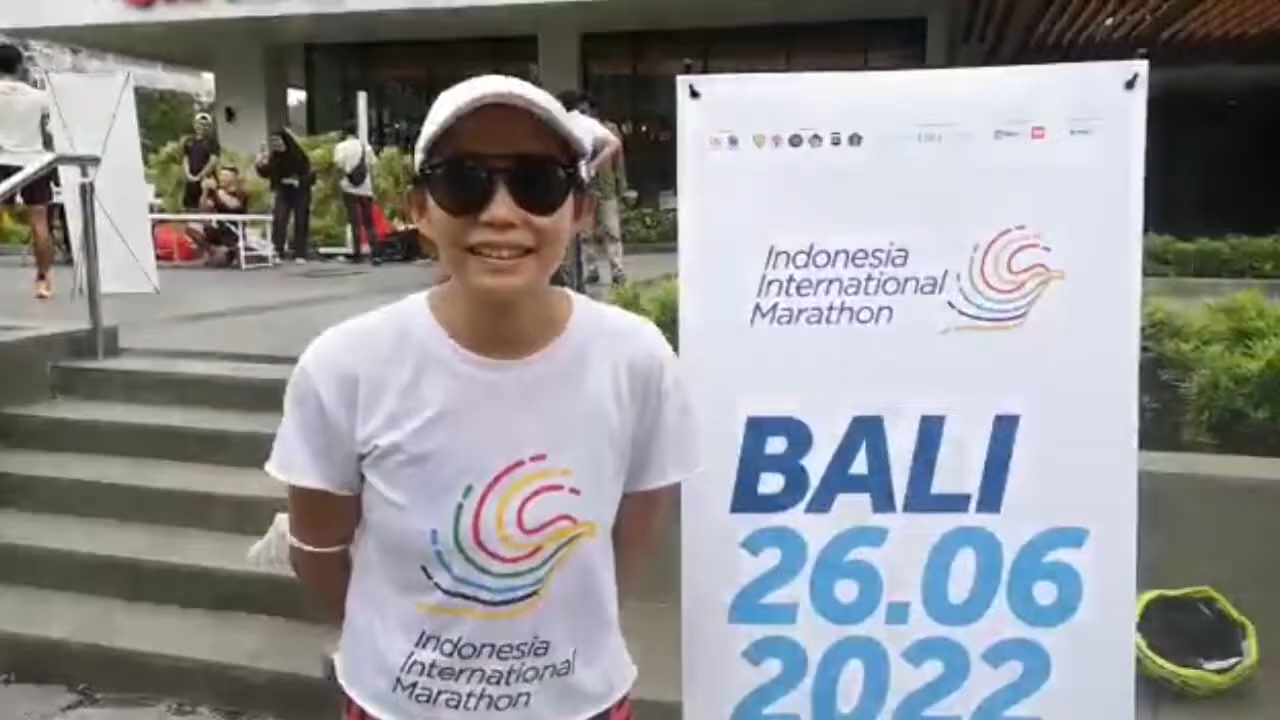 Indonesia
International
Marathon
BALI
26.06
2022
Indonesia
International
Marathon